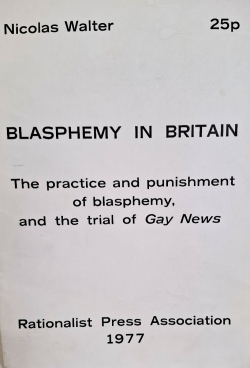 Nicolas Walter 25p
BLASPHEMY IN BRITAIN
The practice and punishment
of blasphemy,
and the trial of Gay News
Rationalist Press Association
1977